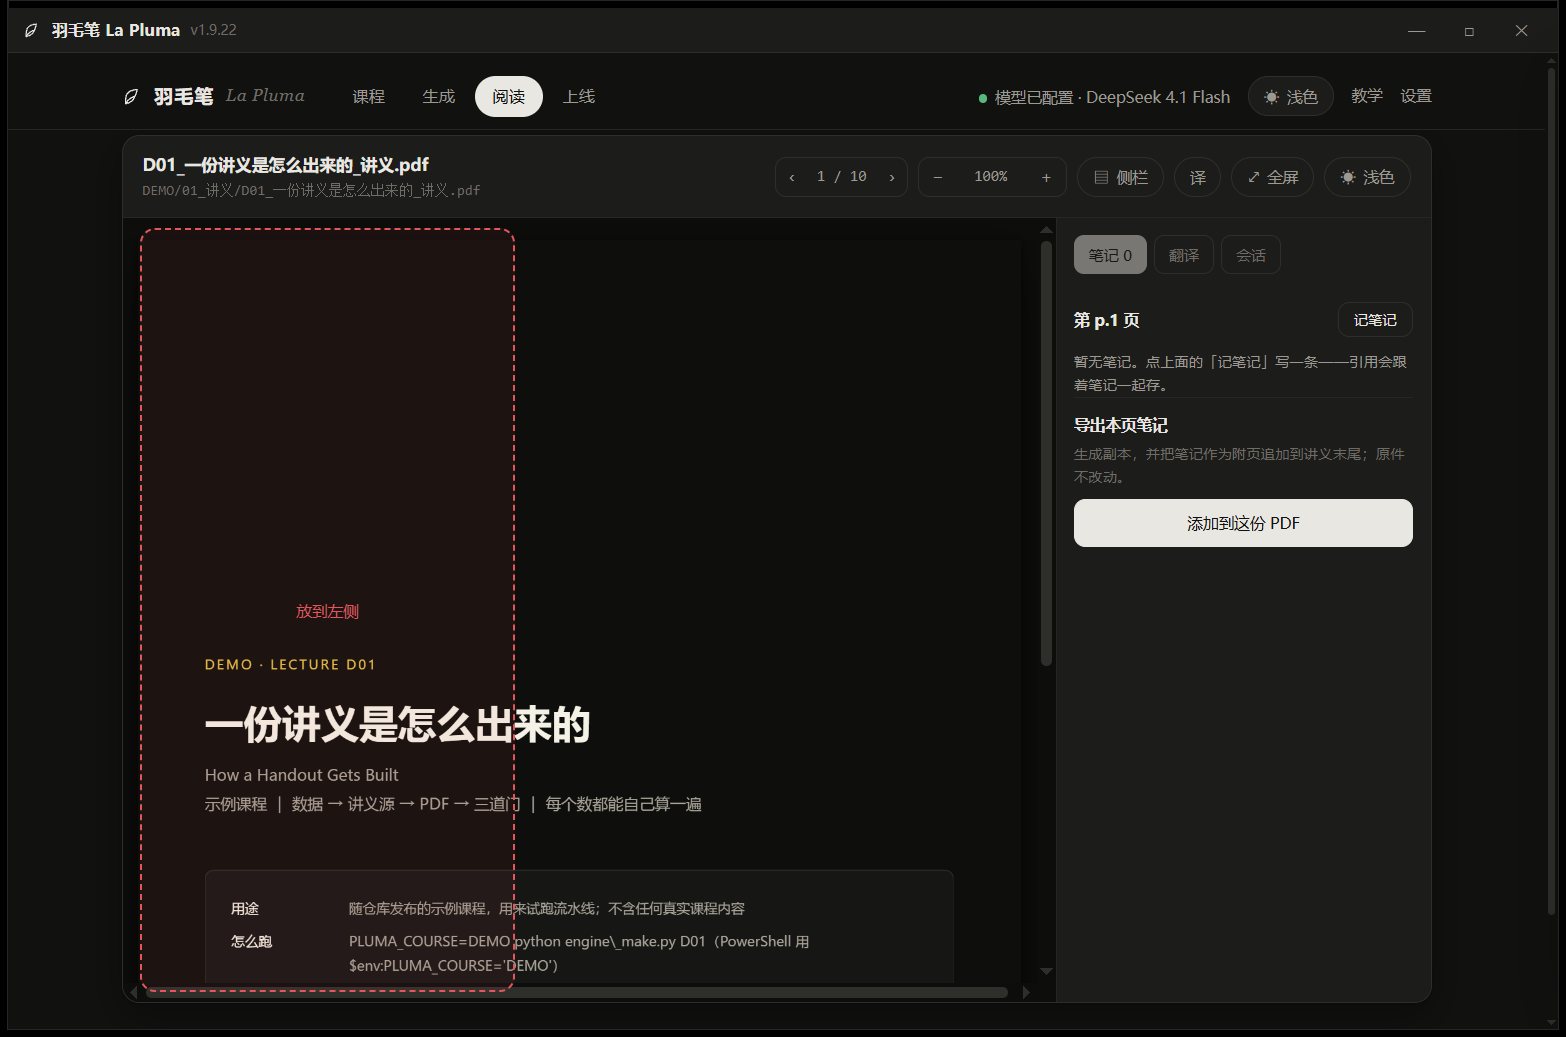 羽毛笔 La Pluma v1.9.22
羽毛笔 La Pluma 课程 生成 阅读 上线 模型已配置 · DeepSeek 4.1 Flash 浅色 教学 设置
D01_一份讲义是怎么出来的_讲义.pdf
DEMO/01_讲义/D01_一份讲义是怎么出来的_讲义.pdf
‹ 1 / 10 › − 100% + 侧栏 译 全屏 浅色
放到左侧
DEMO · LECTURE D01
一份讲义是怎么出来的
How a Handout Gets Built
示例课程 | 数据 → 讲义源 → PDF → 三道门 | 每个数都能自己算一遍
用途 随仓库发布的示例课程，用来试跑流水线；不含任何真实课程内容
怎么跑 PLUMA_COURSE=DEMO python engine\_make.py D01（PowerShell 用
$env:PLUMA_COURSE='DEMO'）
笔记 0 翻译 会话
第 p.1 页 记笔记
暂无笔记。点上面的「记笔记」写一条——引用会跟
着笔记一起存。
导出本页笔记
生成副本，并把笔记作为附页追加到讲义末尾；原件
不改动。
添加到这份 PDF